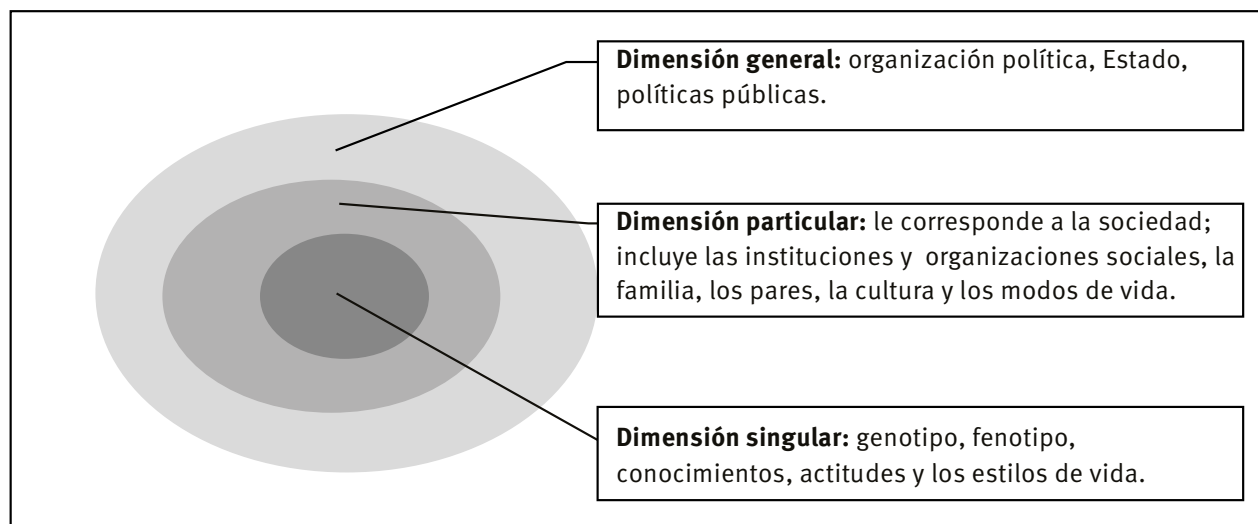 Dimensión general: organización política, Estado,
políticas públicas.
Dimensión particular: le corresponde a la sociedad;
incluye las instituciones y organizaciones sociales, la
familia, los pares, la cultura y los modos de vida.
Dimensión singular: genotipo, fenotipo,
conocimientos, actitudes y los estilos de vida.